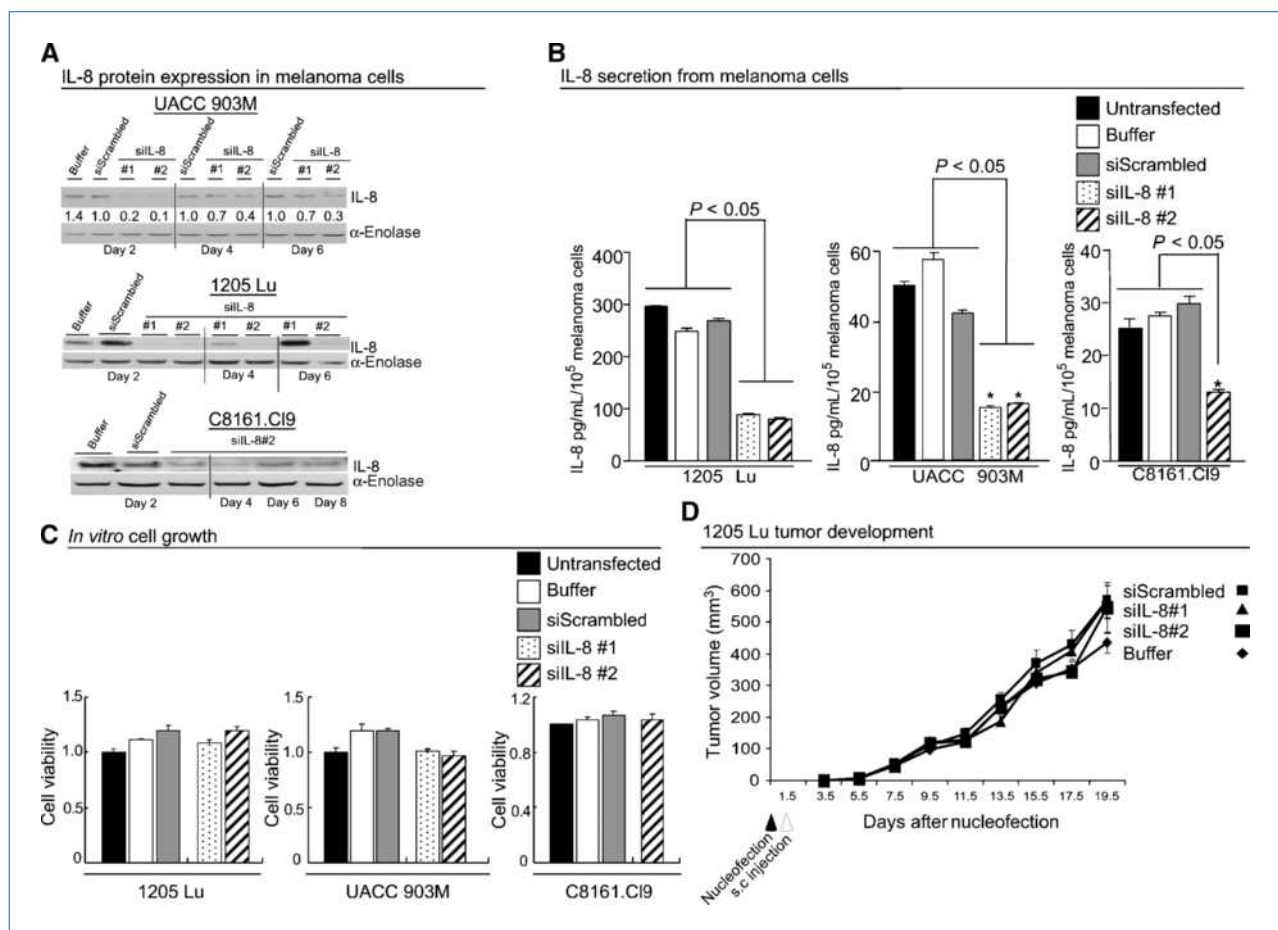 A
IL-8 protein expression in melanoma cells
UACC 903M
Buffer
siScrambled
siIL-8
#1 #2
siScrambled
siIL-8
#1 #2
siScrambled
siIL-8
#1 #2
IL-8
1.4 1.0 0.2 0.1 1.0 0.7 0.4 1.0 0.7 0.3
α-Enolase
Day 2 Day 4 Day 6
1205 Lu
Buffer
siScrambled
siIL-8
#1 #2 #1 #2 #1 #2
IL-8
α-Enolase
Day 2 Day 4 Day 6
C8161.Cl9
Buffer
siScrambled
siIL-8#2
IL-8
α-Enolase
Day 2 Day 4 Day 6 Day 8
B
IL-8 secretion from melanoma cells
Untransfected
Buffer
siScrambled
siIL-8 #1
siIL-8 #2
IL-8 pg/mL/10⁵ melanoma cells
400
300
200
100
0
P < 0.05
1205 Lu
IL-8 pg/mL/10⁵ melanoma cells
60
40
20
0
P < 0.05
* *
UACC 903M
IL-8 pg/mL/10⁵ melanoma cells
40
30
20
10
0
P < 0.05
*
C8161.Cl9
C
In vitro cell growth
Untransfected
Buffer
siScrambled
siIL-8 #1
siIL-8 #2
Cell viability
1.5
1.0
0.5
0
1205 Lu
Cell viability
1.5
1.0
0.5
0
UACC 903M
Cell viability
1.2
0.8
0.4
0
C8161.Cl9
D
1205 Lu tumor development
Tumor volume (mm³)
700
600
500
400
300
200
100
0
siScrambled
siIL-8#1
siIL-8#2
Buffer
1.5 3.5 5.5 7.5 9.5 11.5 13.5 15.5 17.5 19.5
Days after nucleofection
Nucleofection
s.c injection